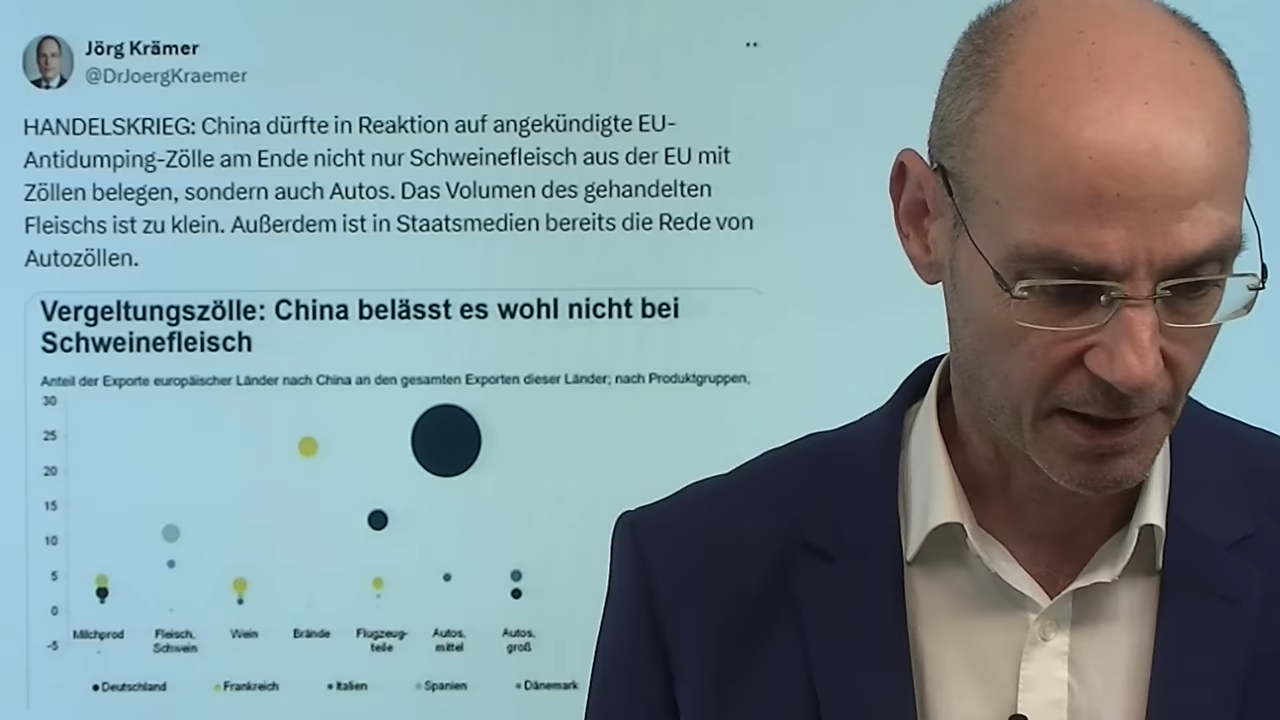 Jörg Krämer
@DrJoergKraemer
HANDELSKRIEG: China dürfte in Reaktion auf angekündigte EU-
Antidumping-Zölle am Ende nicht nur Schweinefleisch aus der EU mit
Zöllen belegen, sondern auch Autos. Das Volumen des gehandelten
Fleischs ist zu klein. Außerdem ist in Staatsmedien bereits die Rede von
Autozöllen.
Vergeltungszölle: China belässt es wohl nicht bei
Schweinefleisch
Anteil der Exporte europäischer Länder nach China an den gesamten Exporten dieser Länder; nach Produktgruppen,
30
25
20
15
10
5
0
-5
Milchprod Fleisch, Wein Brände Flugzeug- Autos, Autos,
Schwein teile mittel groß
Deutschland Frankreich Italien Spanien Dänemark